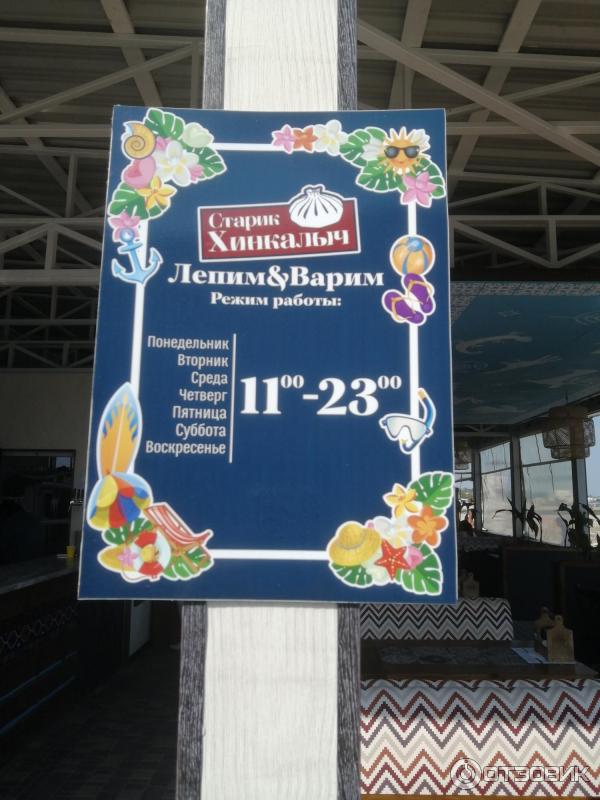 Старик
Хинкалыч
Лепим&Варим
Режим работы:
Понедельник
Вторник
Среда
Четверг
Пятница
Суббота
Воскресенье
11⁰⁰-23⁰⁰
ОТЗОВИК